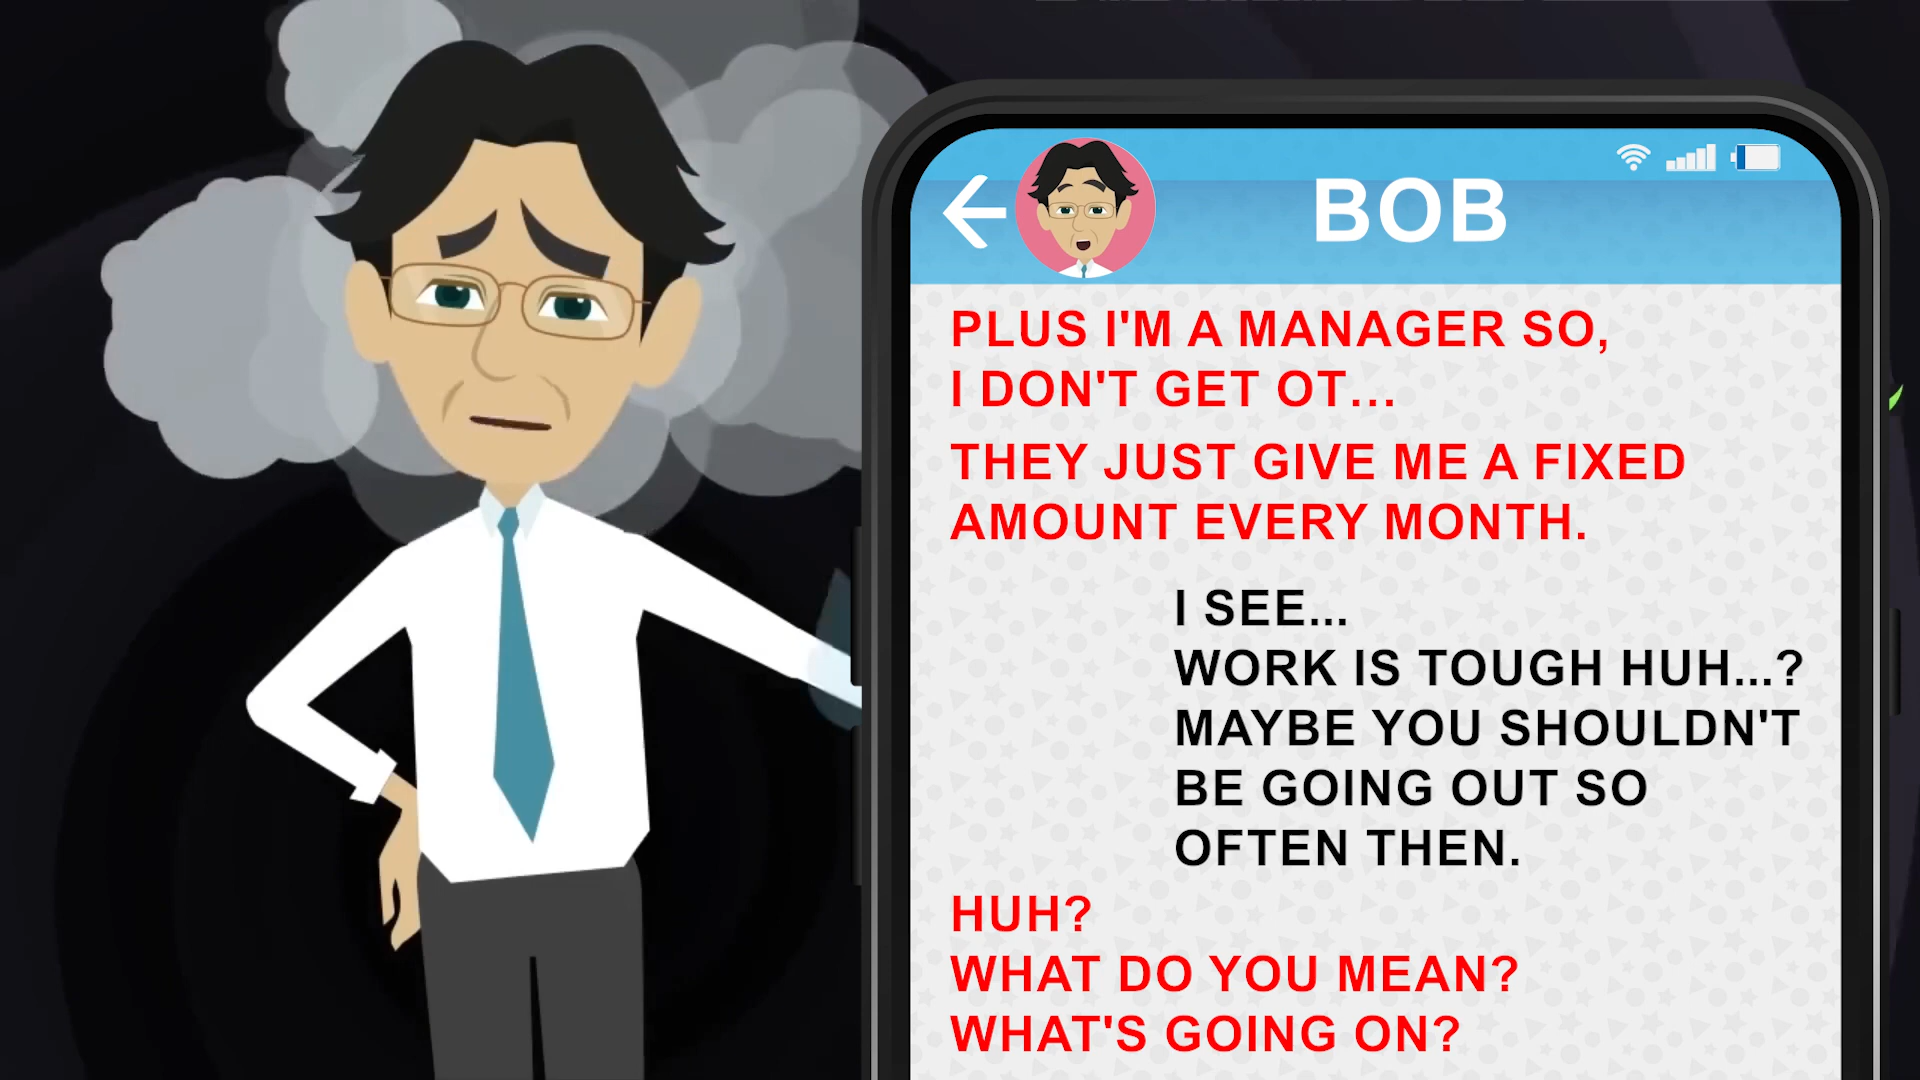 BOB
PLUS I'M A MANAGER SO,
I DON'T GET OT...
THEY JUST GIVE ME A FIXED
AMOUNT EVERY MONTH.
I SEE...
WORK IS TOUGH HUH...?
MAYBE YOU SHOULDN'T
BE GOING OUT SO
OFTEN THEN.
HUH?
WHAT DO YOU MEAN?
WHAT'S GOING ON?